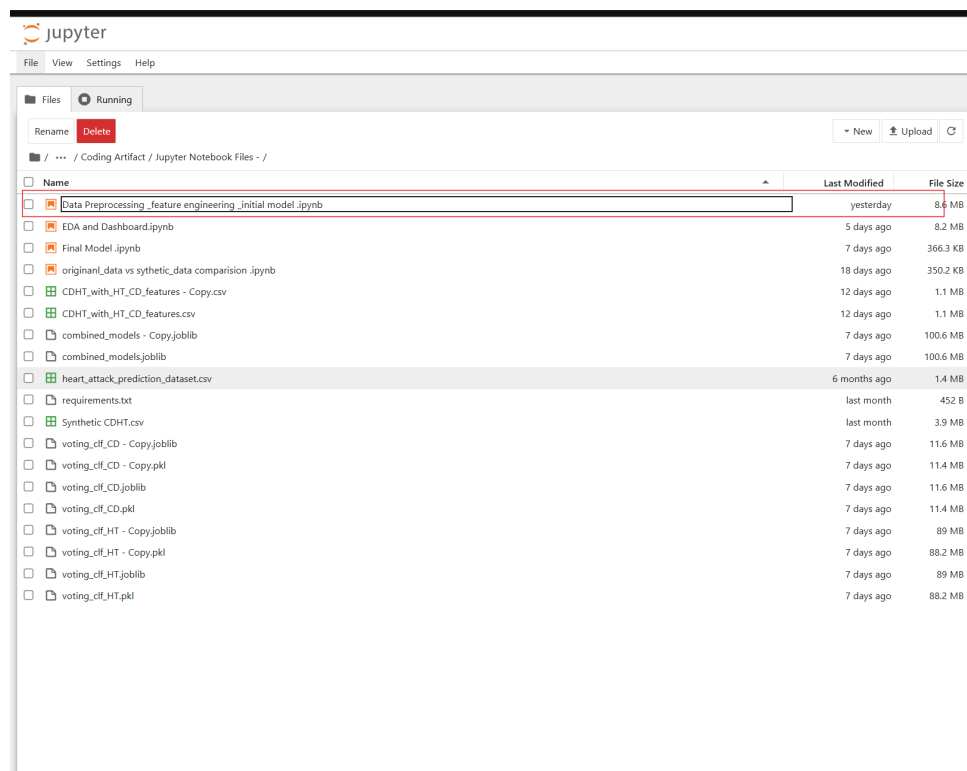 jupyter
File View Settings Help
Files Running
Rename Delete New Upload
/ ··· / Coding Artifact / Jupyter Notebook Files - /
Name Last Modified File Size
Data Preprocessing _feature engineering _initial model .ipynb yesterday 8.6 MB
EDA and Dashboard.ipynb 5 days ago 8.2 MB
Final Model .ipynb 7 days ago 366.3 KB
originanl_data vs sythetic_data comparision .ipynb 18 days ago 350.2 KB
CDHT_with_HT_CD_features - Copy.csv 12 days ago 1.1 MB
CDHT_with_HT_CD_features.csv 12 days ago 1.1 MB
combined_models - Copy.joblib 7 days ago 100.6 MB
combined_models.joblib 7 days ago 100.6 MB
heart_attack_prediction_dataset.csv 6 months ago 1.4 MB
requirements.txt last month 452 B
Synthetic CDHT.csv last month 3.9 MB
voting_clf_CD - Copy.joblib 7 days ago 11.6 MB
voting_clf_CD - Copy.pkl 7 days ago 11.4 MB
voting_clf_CD.joblib 7 days ago 11.6 MB
voting_clf_CD.pkl 7 days ago 11.4 MB
voting_clf_HT - Copy.joblib 7 days ago 89 MB
voting_clf_HT - Copy.pkl 7 days ago 88.2 MB
voting_clf_HT.joblib 7 days ago 89 MB
voting_clf_HT.pkl 7 days ago 88.2 MB